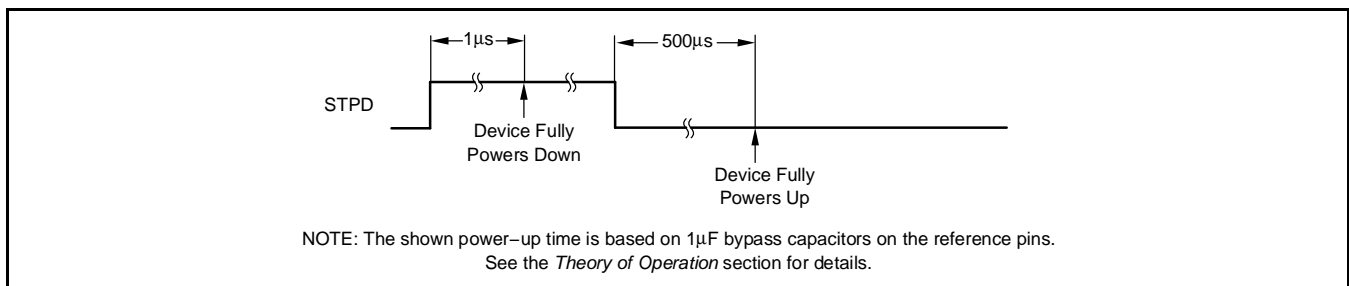 1μs
500μs
STPD
Device Fully
Powers Down
Device Fully
Powers Up
NOTE: The shown power−up time is based on 1μF bypass capacitors on the reference pins.
See the Theory of Operation section for details.